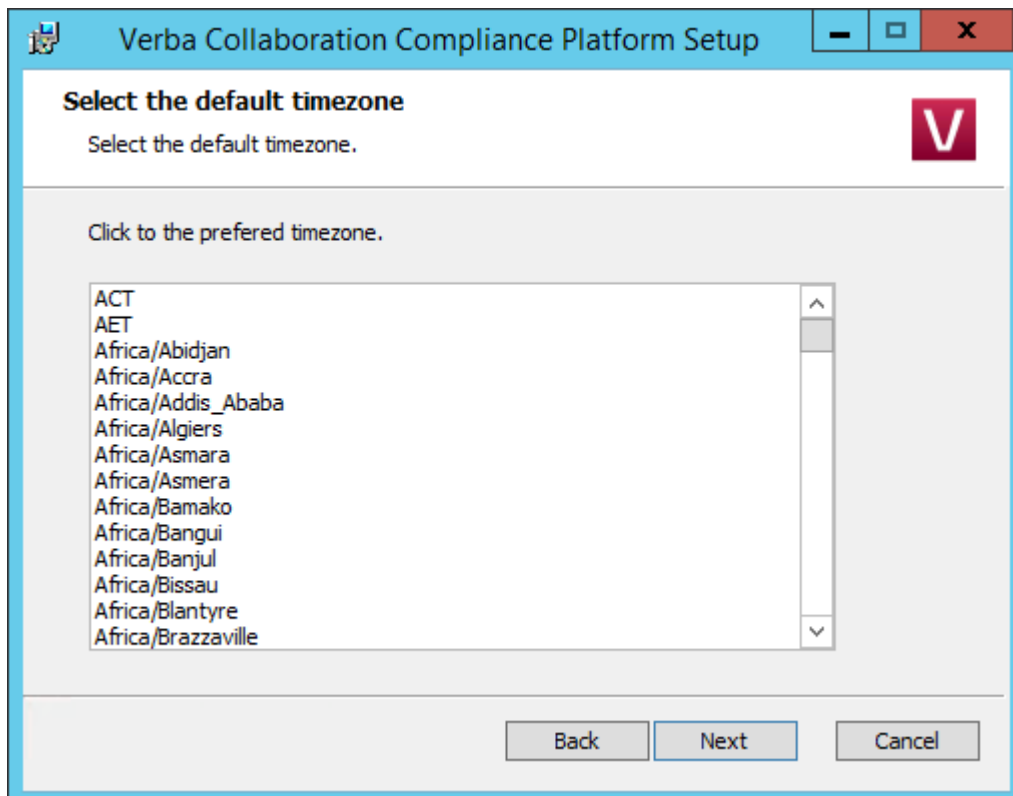 Verba Collaboration Compliance Platform Setup
Select the default timezone
Select the default timezone.
V
Click to the prefered timezone.
ACT
AET
Africa/Abidjan
Africa/Accra
Africa/Addis_Ababa
Africa/Algiers
Africa/Asmara
Africa/Asmera
Africa/Bamako
Africa/Bangui
Africa/Banjul
Africa/Bissau
Africa/Blantyre
Africa/Brazzaville
Back Next Cancel